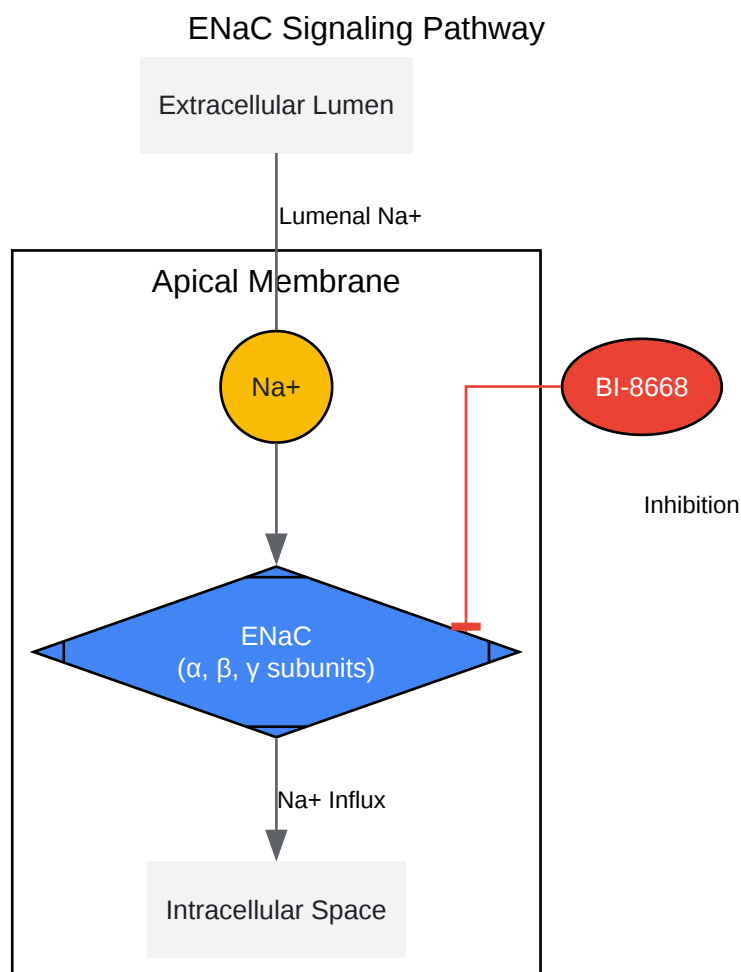 ENaC Signaling Pathway
Extracellular Lumen
Lumenal Na+
Apical Membrane
Na+
BI-8668
Inhibition
ENaC
(α, β, γ subunits)
Na+ Influx
Intracellular Space